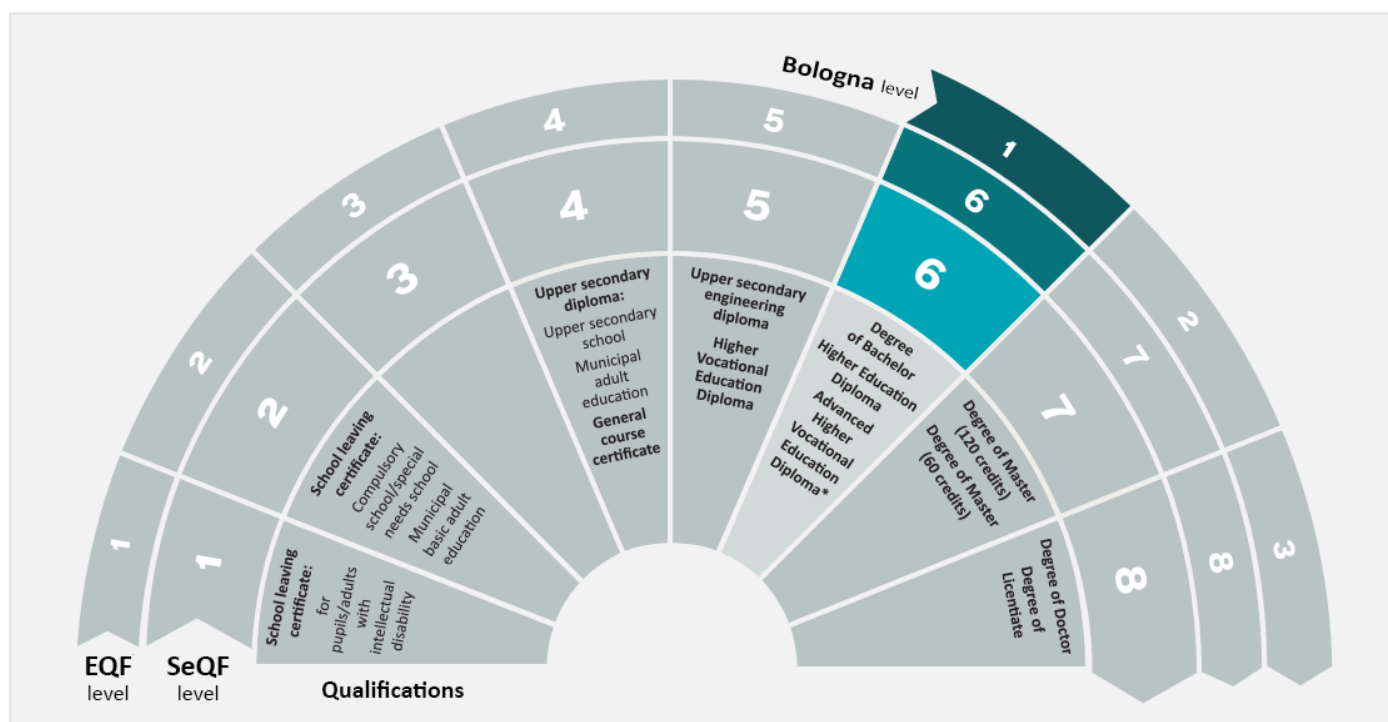 Bologna level
1
2
3
1
2
3
4
5
6
7
8
1
2
3
4
5
6
7
8
School leaving
certificate:
for
pupils/adults
with
intellectual
disability
School leaving
certificate:
Compulsory
school/special
needs school
Municipal
basic adult
education
Upper secondary
diploma:
Upper secondary
school
Municipal
adult
education
General
course
certificate
Upper secondary
engineering
diploma
Higher
Vocational
Education
Diploma
Degree
of Bachelor
Higher Education
Diploma
Advanced
Higher
Vocational
Education
Diploma*
Degree of Master
(120 credits)
Degree of Master
(60 credits)
Degree of Doctor
Degree of
Licentiate
EQF
level
SeQF
level
Qualifications